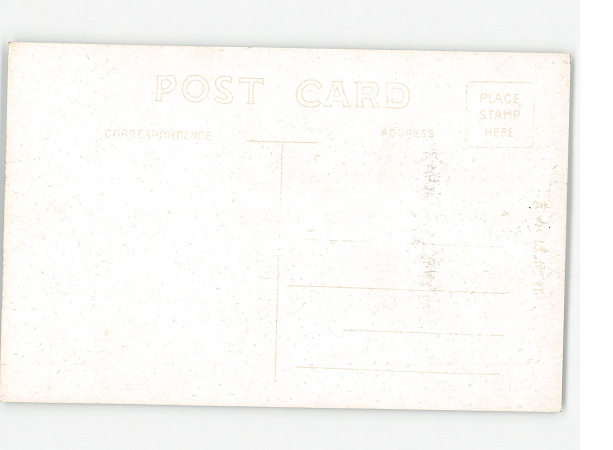 POST CARD
PLACE
STAMP
HERE
CORRESPONDENCE
ADDRESS